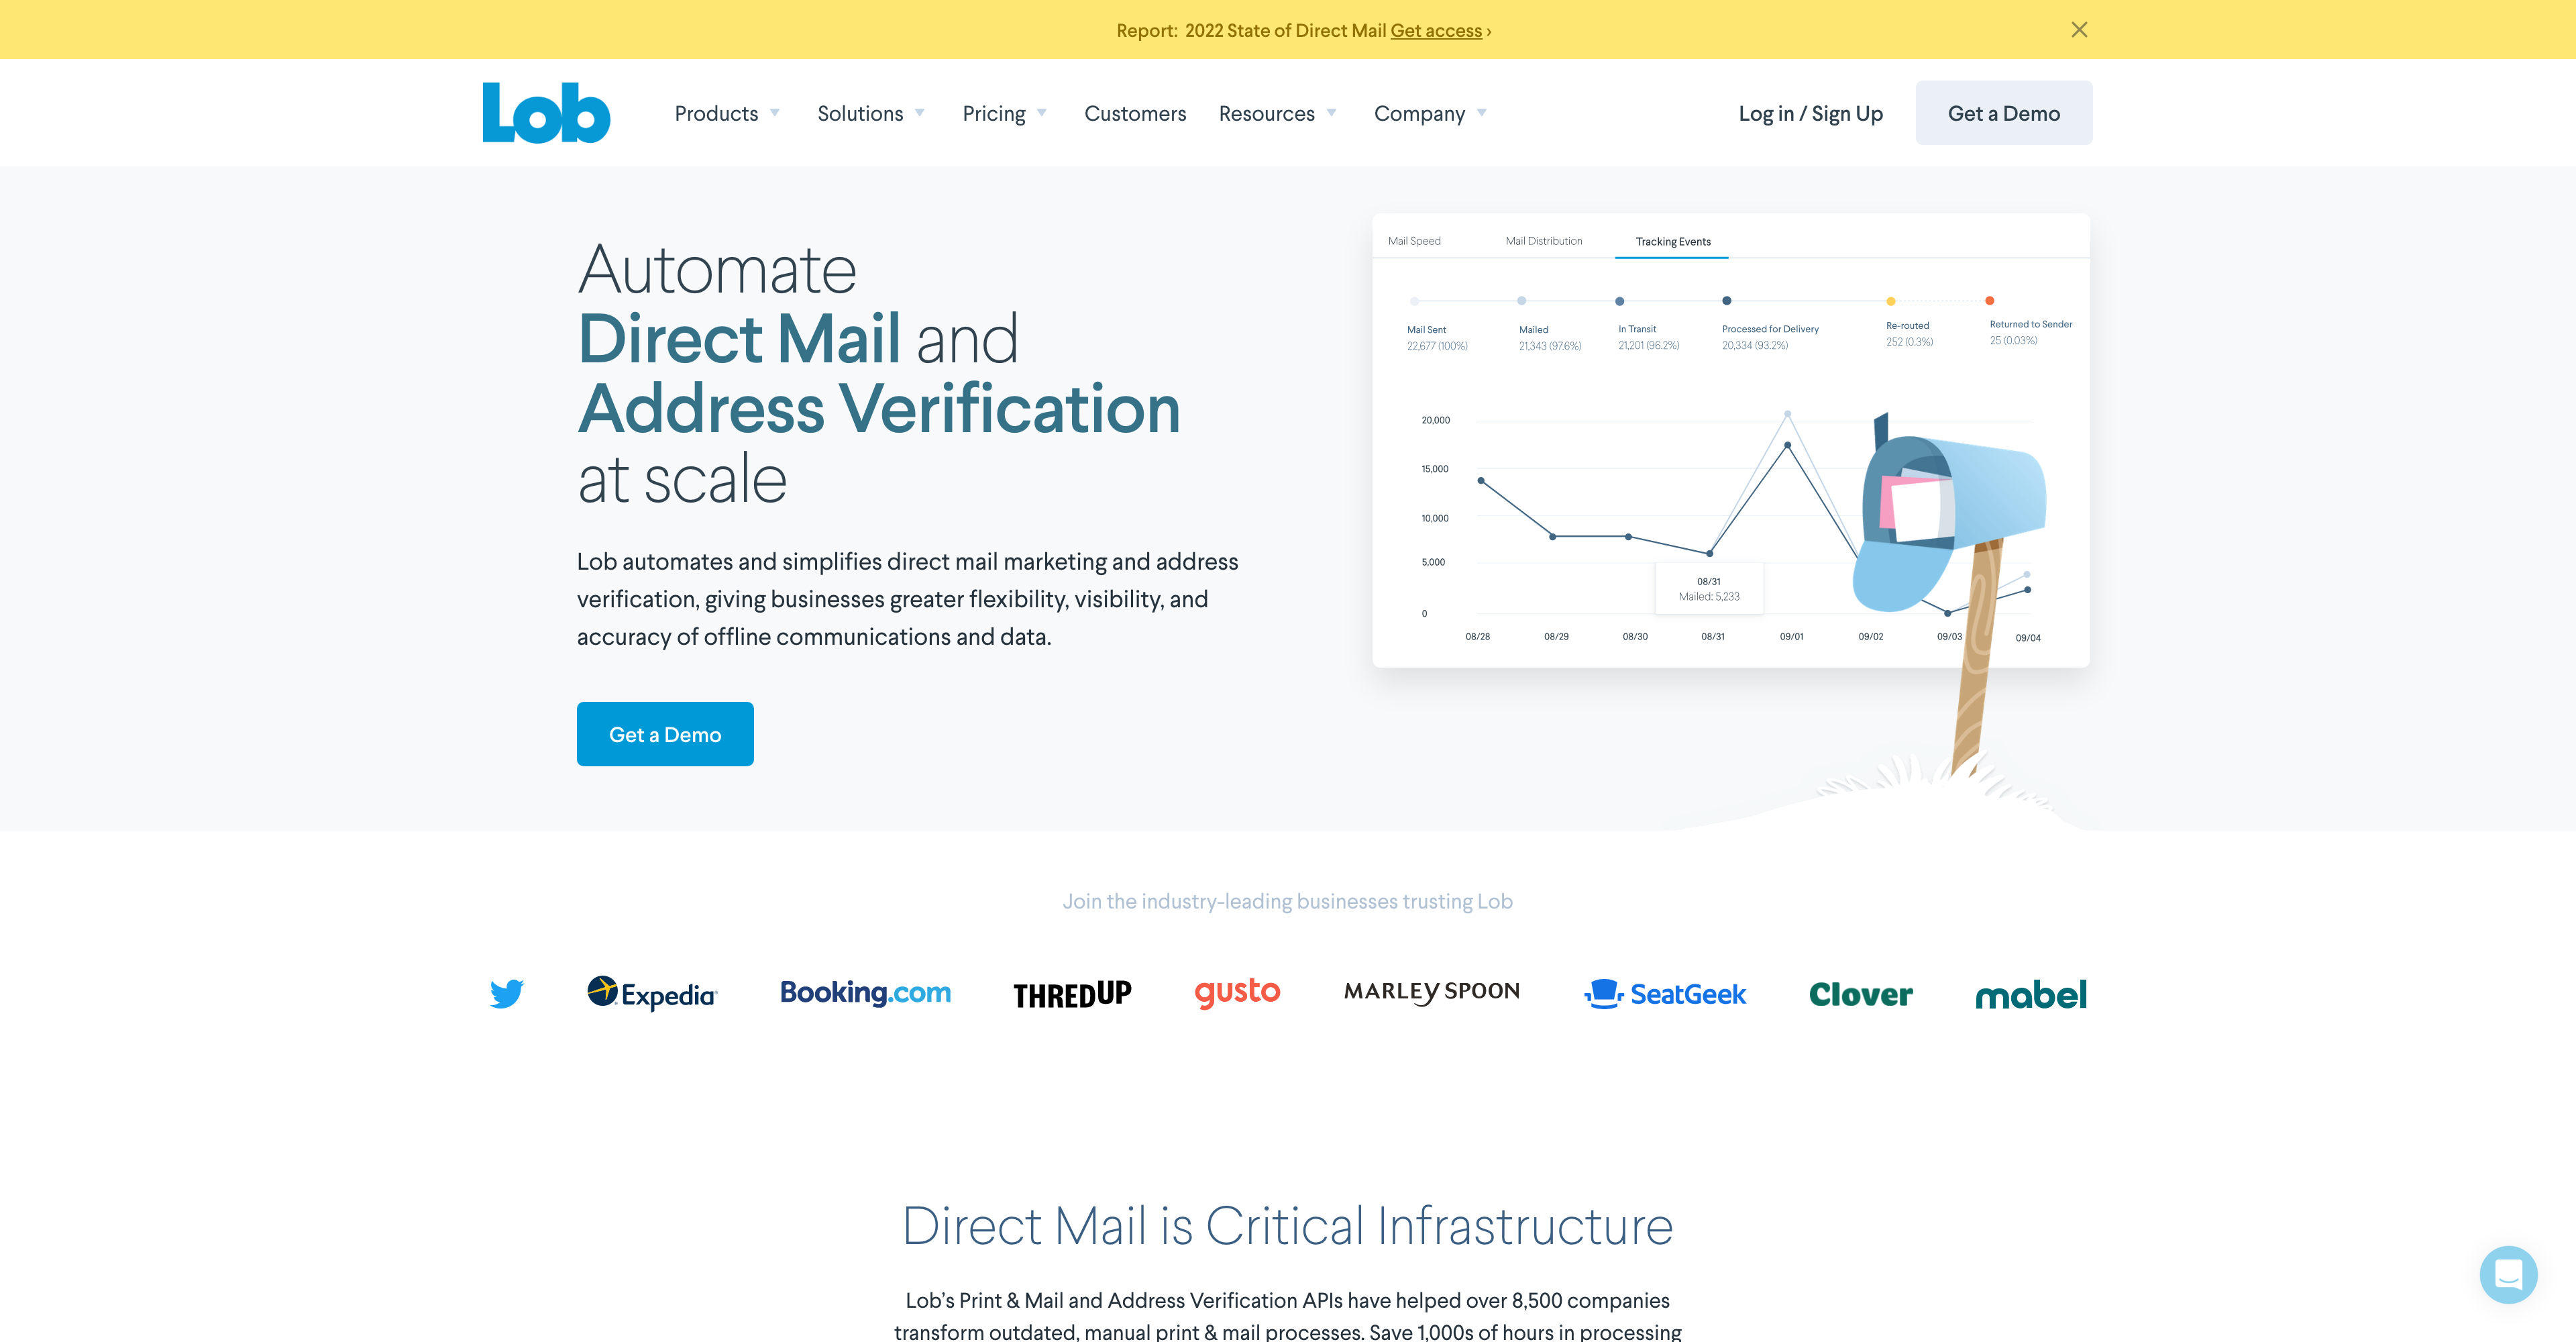 Report: 2022 State of Direct Mail Get access ›
Lob
Products
Solutions
Pricing
Customers
Resources
Company
Log in / Sign Up
Get a Demo
Automate
Direct Mail and
Address Verification
at scale
Lob automates and simplifies direct mail marketing and address
verification, giving businesses greater flexibility, visibility, and
accuracy of offline communications and data.
Get a Demo
Mail Speed
Mail Distribution
Tracking Events
Mail Sent
22,677 (100%)
Mailed
21,343 (97.6%)
In Transit
21,201 (96.2%)
Processed for Delivery
20,334 (93.2%)
Re-routed
252 (0.3%)
Returned to Sender
25 (0.03%)
20,000
15,000
10,000
5,000
0
08/31
Mailed: 5,233
08/28
08/29
08/30
08/31
09/01
09/02
09/03
09/04
Join the industry-leading businesses trusting Lob
Expedia
Booking.com
THREDUP
gusto
MARLEY SPOON
SeatGeek
Clover
mabel
Direct Mail is Critical Infrastructure
Lob’s Print & Mail and Address Verification APIs have helped over 8,500 companies
transform outdated, manual print & mail processes. Save 1,000s of hours in processing